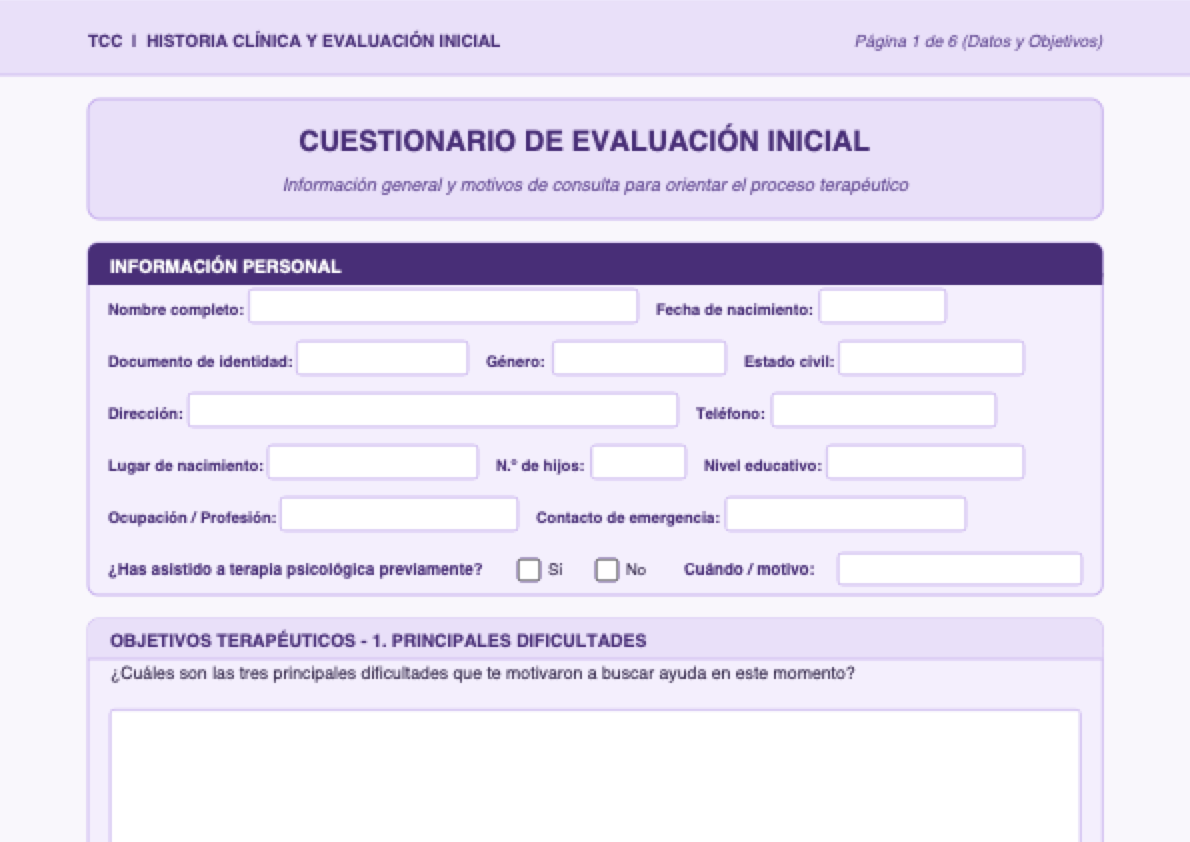 TCC | HISTORIA CLÍNICA Y EVALUACIÓN INICIAL Página 1 de 6 (Datos y Objetivos)
CUESTIONARIO DE EVALUACIÓN INICIAL
Información general y motivos de consulta para orientar el proceso terapéutico
INFORMACIÓN PERSONAL
Nombre completo: Fecha de nacimiento:
Documento de identidad: Género: Estado civil:
Dirección: Teléfono:
Lugar de nacimiento: N.º de hijos: Nivel educativo:
Ocupación / Profesión: Contacto de emergencia:
¿Has asistido a terapia psicológica previamente? Sí No Cuándo / motivo:
OBJETIVOS TERAPÉUTICOS - 1. PRINCIPALES DIFICULTADES
¿Cuáles son las tres principales dificultades que te motivaron a buscar ayuda en este momento?